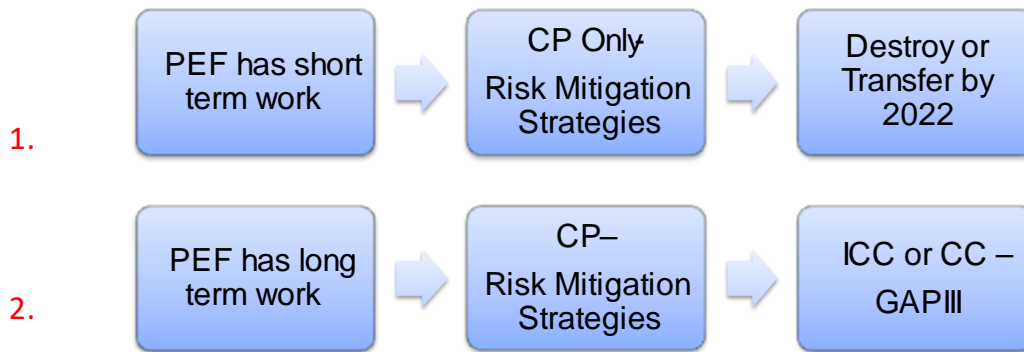 1.
PEF has short
term work
CP Only-
Risk Mitigation
Strategies
Destroy or
Transfer by
2022
2.
PEF has long
term work
CP–
Risk Mitigation
Strategies
ICC or CC –
GAPIII